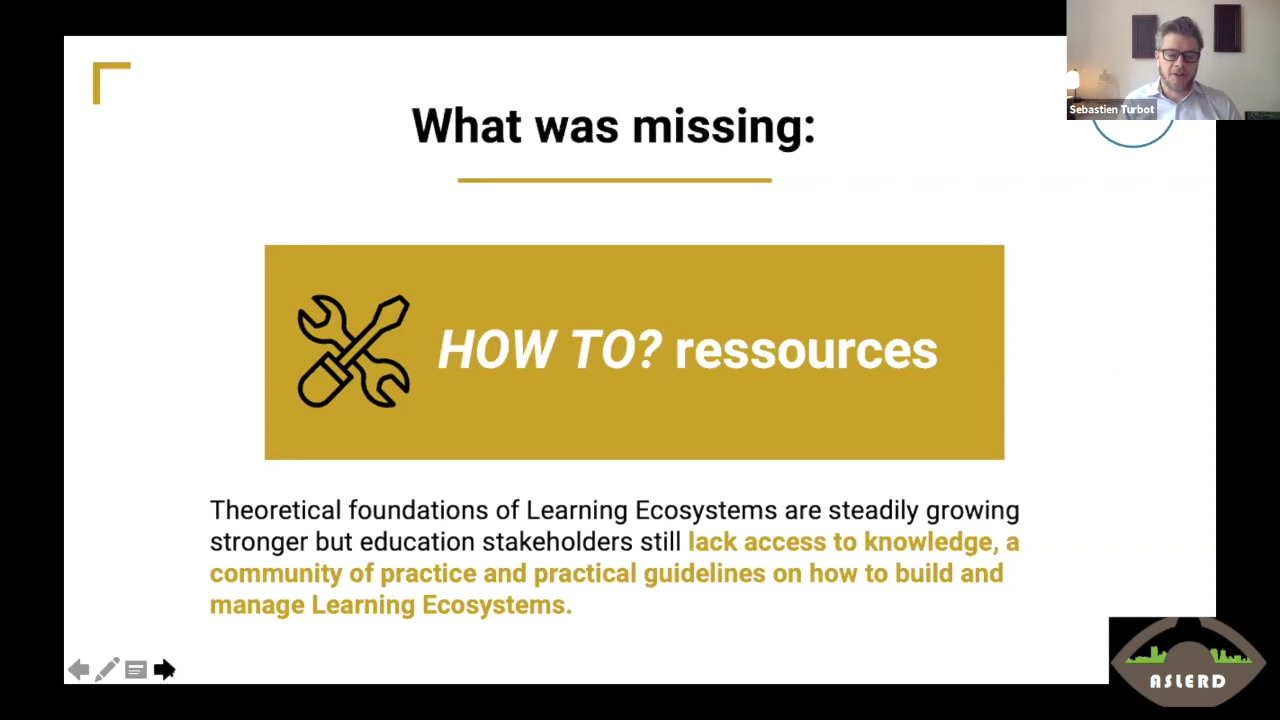 Sebastien Turbot
What was missing:
HOW TO? ressources
Theoretical foundations of Learning Ecosystems are steadily growing
stronger but education stakeholders still lack access to knowledge, a
community of practice and practical guidelines on how to build and
manage Learning Ecosystems.
ASLERD